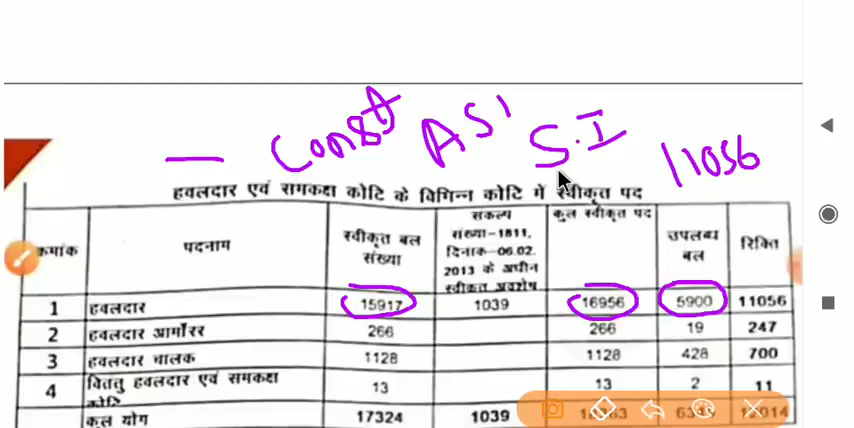 Const ASI S.I 11056
हवलदार एवं समकक्ष कोटि के विभिन्न कोटि में स्वीकृत पद
क्रमांक पदनाम स्वीकृत बल संख्या संकल्प संख्या-1811, दिनांक-06.02. 2013 के अधीन स्वीकृत अवशेष कुल स्वीकृत पद उपलब्ध बल रिक्ति
1 हवलदार 15917 1039 16956 5900 11056
2 हवलदार आर्मोरर 266 266 19 247
3 हवलदार चालक 1128 1128 428 700
4 वितंतु हवलदार एवं समकक्ष कोटि 13 13 2 11
कुल योग 17324 1039